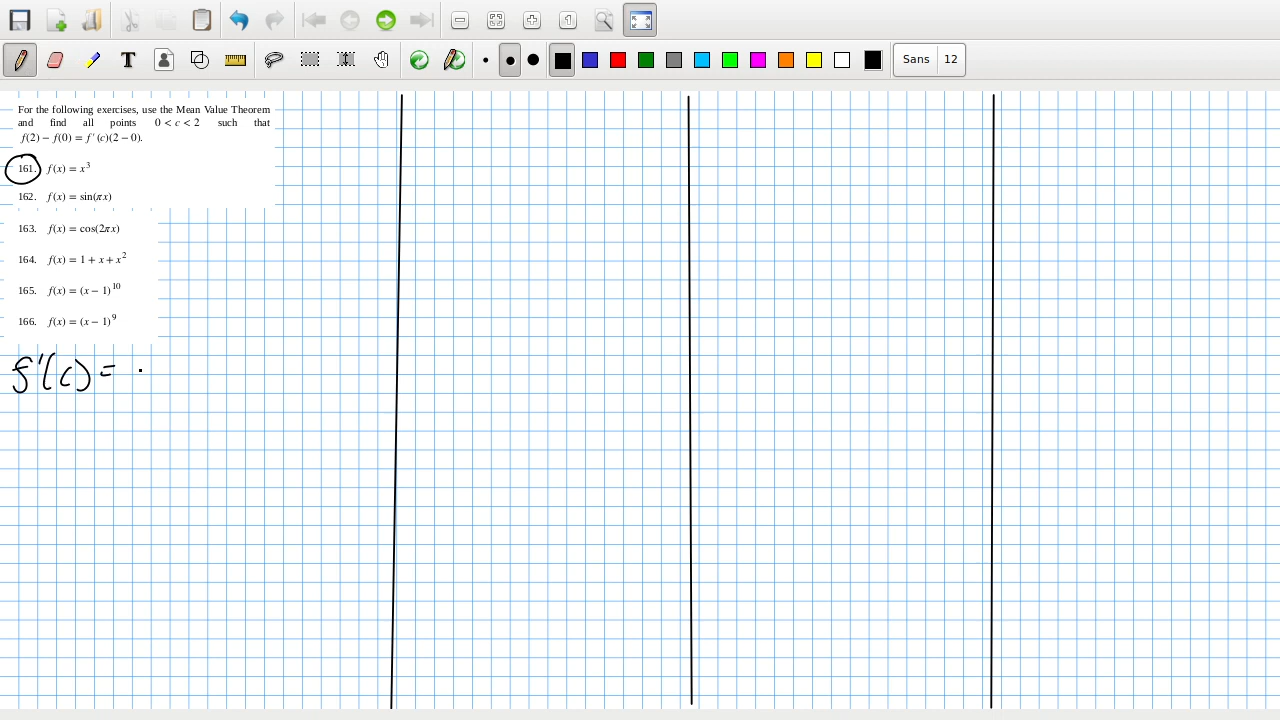 Sans 12
For the following exercises, use the Mean Value Theorem
and find all points 0 < c < 2 such that
f(2) − f(0) = f′(c)(2 − 0).
161. f(x) = x³
162. f(x) = sin(πx)
163. f(x) = cos(2πx)
164. f(x) = 1 + x + x²
165. f(x) = (x − 1)¹⁰
166. f(x) = (x − 1)⁹
f'(c) =